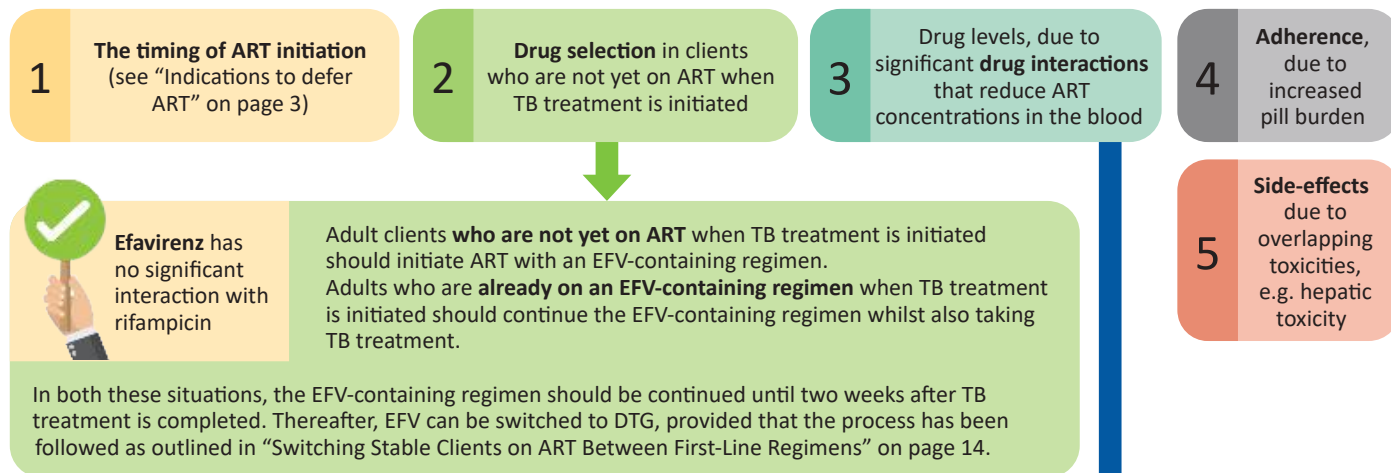 1
The timing of ART initiation
(see “Indications to defer
ART” on page 3)
2
Drug selection in clients
who are not yet on ART when
TB treatment is initiated
3
Drug levels, due to
significant drug interactions
that reduce ART
concentrations in the blood
4
Adherence,
due to
increased
pill burden
5
Side-effects
due to
overlapping
toxicities,
e.g. hepatic
toxicity
Efavirenz has
no significant
interaction with
rifampicin
Adult clients who are not yet on ART when TB treatment is initiated
should initiate ART with an EFV-containing regimen.
Adults who are already on an EFV-containing regimen when TB treatment
is initiated should continue the EFV-containing regimen whilst also taking
TB treatment.
In both these situations, the EFV-containing regimen should be continued until two weeks after TB
treatment is completed. Thereafter, EFV can be switched to DTG, provided that the process has been
followed as outlined in “Switching Stable Clients on ART Between First-Line Regimens” on page 14.